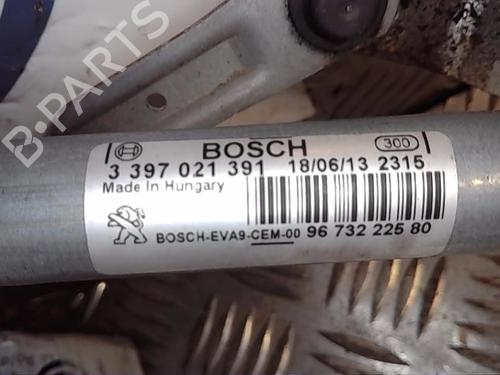 B-PARTS
BOSCH 300
3 397 021 391 18/06/13 2315
Made in Hungary
BOSCH-EVA9-CEM-00 96 732 225 80